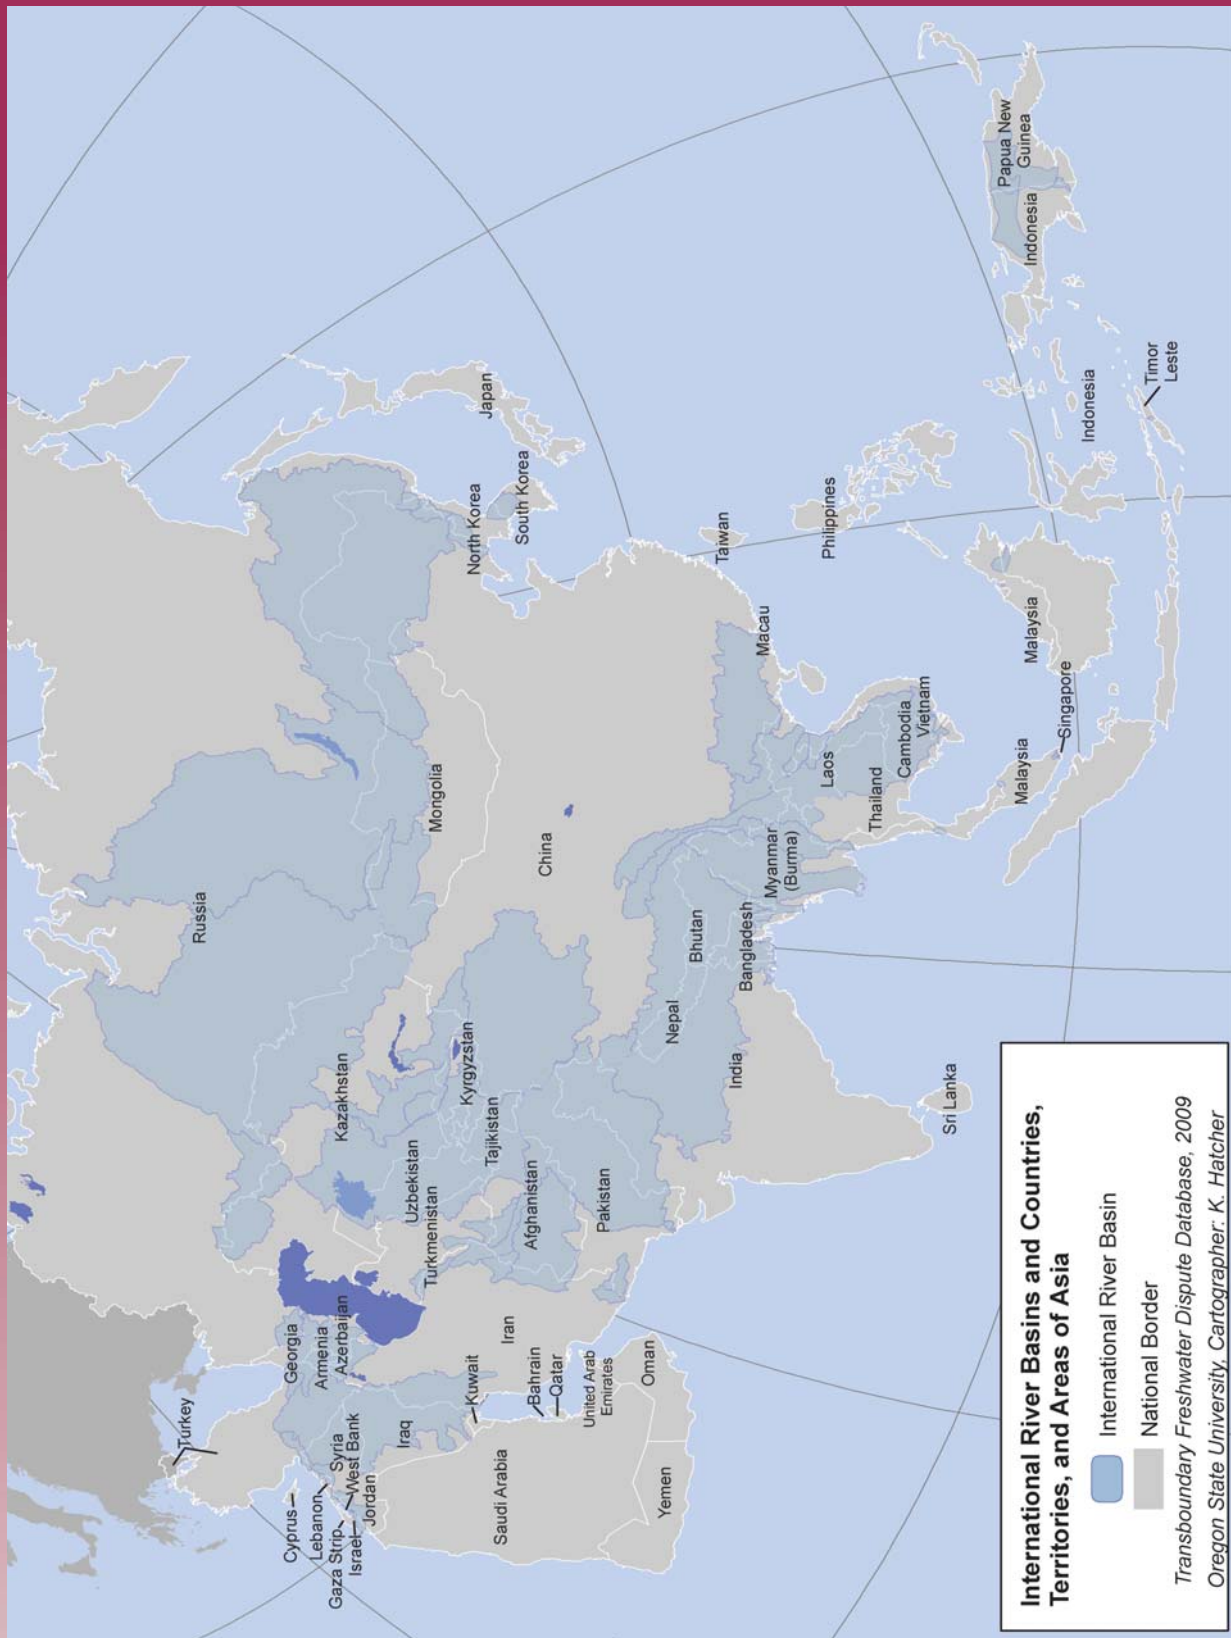 Russia
Mongolia
Kazakhstan
China
Kyrgyzstan
Uzbekistan
Tajikistan
Turkmenistan
Afghanistan
Pakistan
India
Nepal
Bhutan
Bangladesh
Myanmar
(Burma)
Laos
Thailand
Cambodia
Vietnam
Macau
Taiwan
Philippines
North Korea
South Korea
Japan
Malaysia
Singapore
Malaysia
Indonesia
Timor
Leste
Indonesia
Papua New
Guinea
Sri Lanka
Turkey
Georgia
Armenia
Azerbaijan
Cyprus
Lebanon
Gaza Strip
Israel
Syria
West Bank
Jordan
Iraq
Iran
Kuwait
Bahrain
Qatar
United Arab
Emirates
Saudi Arabia
Oman
Yemen
International River Basins and Countries,
Territories, and Areas of Asia
International River Basin
National Border
Transboundary Freshwater Dispute Database, 2009
Oregon State University. Cartographer: K. Hatcher